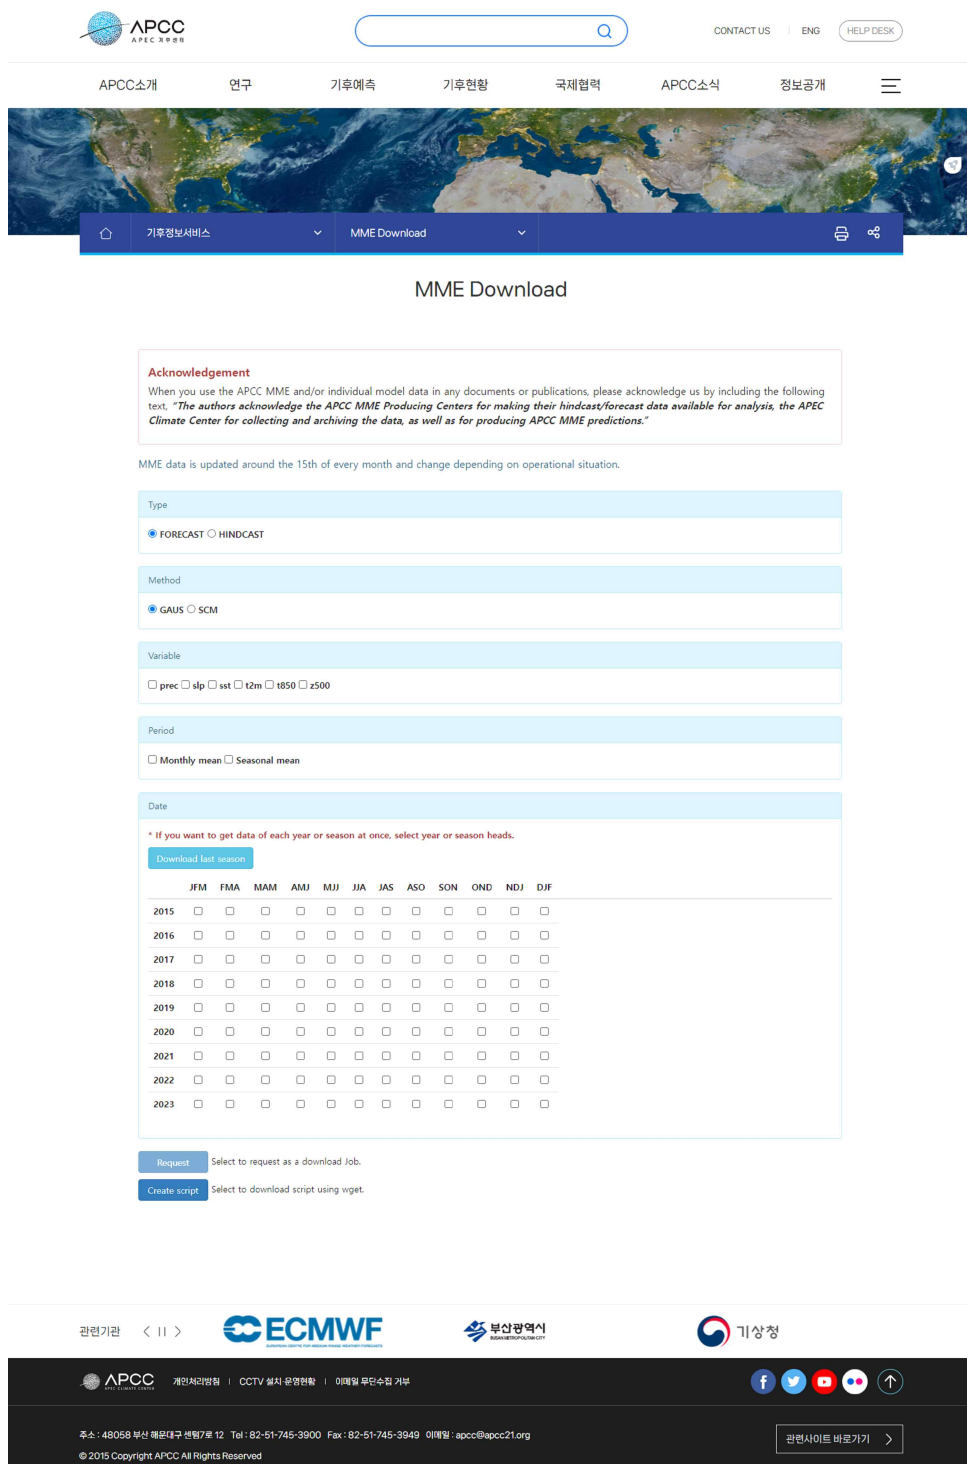 APCC
APEC 기후센터
CONTACT US
ENG
HELP DESK
APCC소개 연구 기후예측 기후현황 국제협력 APCC소식 정보공개
기후정보서비스 MME Download
MME Download
Acknowledgement
When you use the APCC MME and/or individual model data in any documents or publications, please acknowledge us by including the following
text, "The authors acknowledge the APCC MME Producing Centers for making their hindcast/forecast data available for analysis, the APEC
Climate Center for collecting and archiving the data, as well as for producing APCC MME predictions."
MME data is updated around the 15th of every month and change depending on operational situation.
Type
FORECAST HINDCAST
Method
GAUS SCM
Variable
prec slp sst t2m t850 z500
Period
Monthly mean Seasonal mean
Date
* If you want to get data of each year or season at once, select year or season heads.
Download last season
JFM FMA MAM AMJ MJJ JJA JAS ASO SON OND NDJ DJF
2015
2016
2017
2018
2019
2020
2021
2022
2023
Request Select to request as a download Job.
Create script Select to download script using wget.
관련기관
ECMWF
EUROPEAN CENTRE FOR MEDIUM-RANGE WEATHER FORECASTS
부산광역시
BUSAN METROPOLITAN CITY
기상청
APCC
APEC CLIMATE CENTER
개인처리방침 CCTV 설치·운영현황 이메일 무단수집 거부
주소 : 48058 부산 해운대구 센텀7로 12 Tel : 82-51-745-3900 Fax : 82-51-745-3949 이메일 : apcc@apcc21.org
관련사이트 바로가기
© 2015 Copyright APCC All Rights Reserved